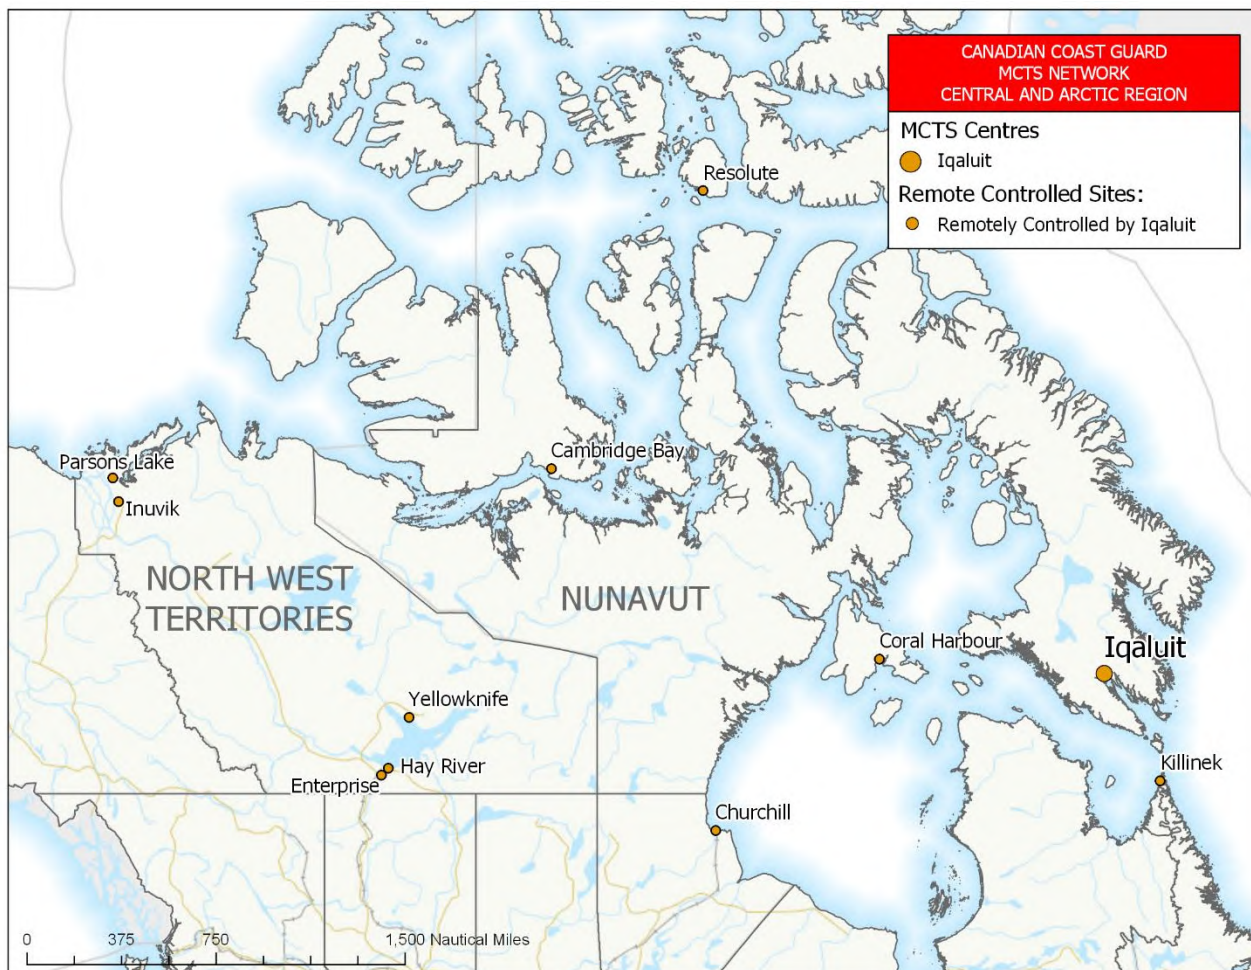 CANADIAN COAST GUARD
MCTS NETWORK
CENTRAL AND ARCTIC REGION
MCTS Centres
Iqaluit
Remote Controlled Sites:
Remotely Controlled by Iqaluit
Resolute
Cambridge Bay
Parsons Lake
Inuvik
NORTH WEST
TERRITORIES
NUNAVUT
Coral Harbour
Iqaluit
Yellowknife
Hay River
Enterprise
Killinek
Churchill
0 375 750 1,500 Nautical Miles